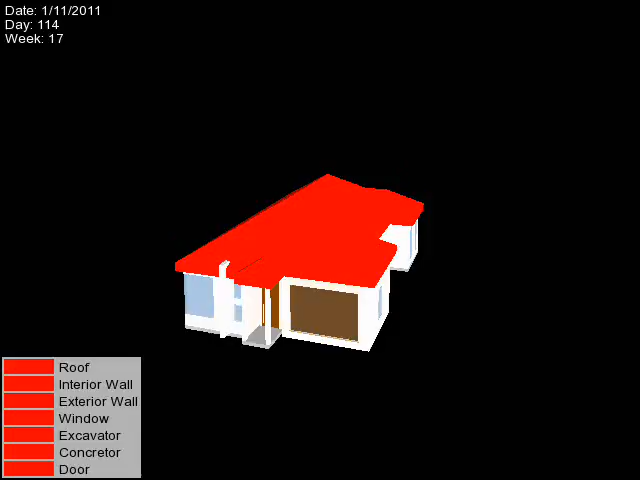 Date: 1/11/2011
Day: 114
Week: 17
Roof
Interior Wall
Exterior Wall
Window
Excavator
Concretor
Door